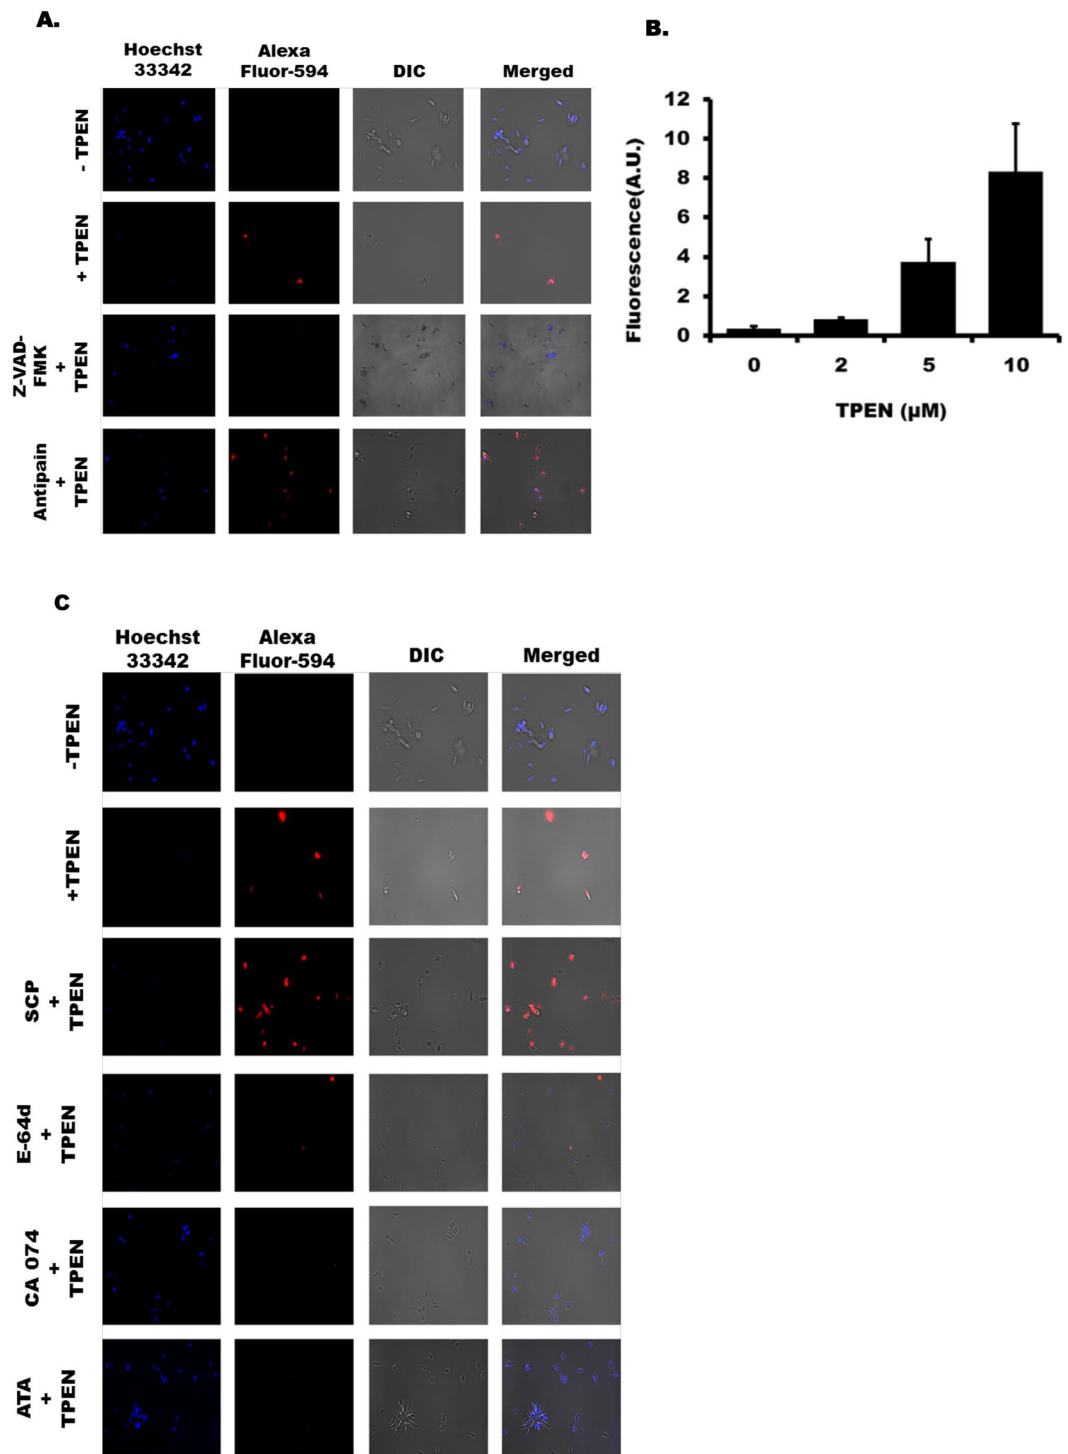 A.
Hoechst
33342
Alexa
Fluor-594
DIC
Merged
- TPEN
+ TPEN
Z-VAD-
FMK
+
TPEN
Antipain
+
TPEN
B.
Fluorescence(A.U.)
12
10
8
6
4
2
0
0
2
5
10
TPEN (µM)
C
Hoechst
33342
Alexa
Fluor-594
DIC
Merged
-TPEN
+TPEN
SCP
+
TPEN
E-64d
+
TPEN
CA 074
+
TPEN
ATA
+
TPEN